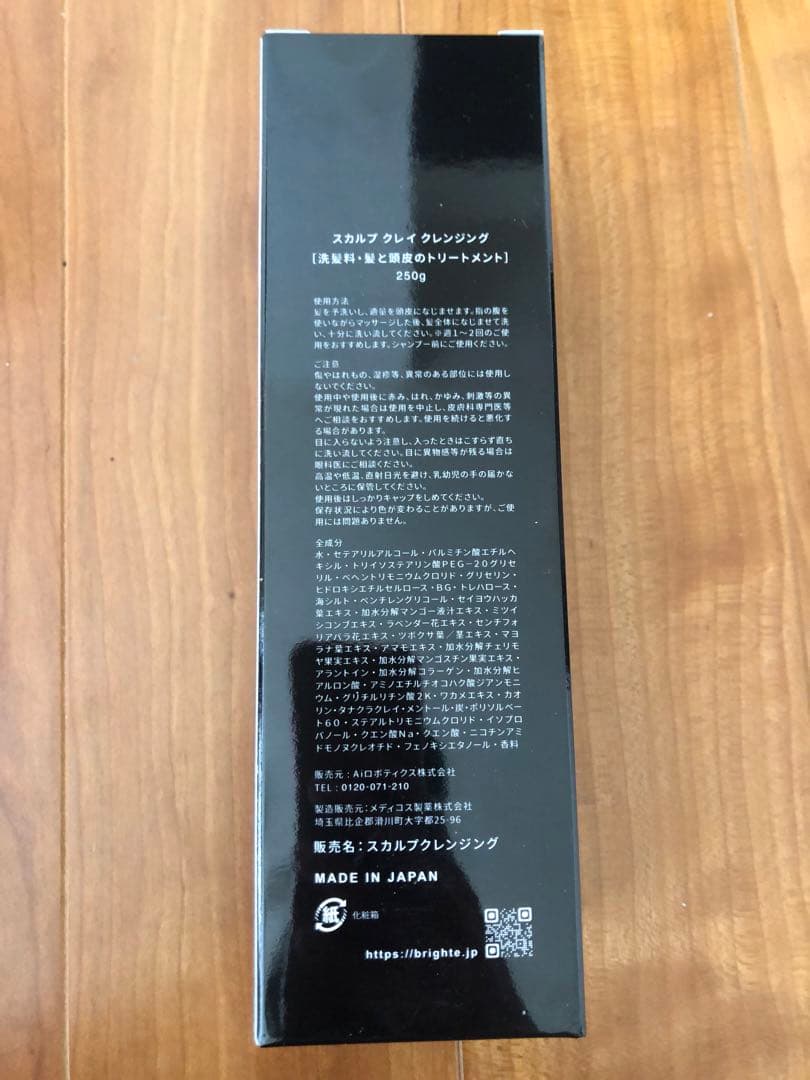 スカルプ クレイ クレンジング
[洗髪料・髪と頭皮のトリートメント]
250g
使用方法
髪を予洗いし、適量を頭皮になじませます。指の腹を
使いながらマッサージした後、髪全体になじませて洗
い、十分に洗い流してください。※週1〜2回のご使
用をおすすめします。シャンプー前にご使用ください。
ご注意
傷やはれもの、湿疹等、異常のある部位には使用し
ないでください。
使用中や使用後に赤み、はれ、かゆみ、刺激等の異
常が現れた場合は使用を中止し、皮膚科専門医等
へご相談をおすすめします。使用を続けると悪化す
る場合があります。
目に入らないよう注意し、入ったときはこすらず直ち
に洗い流してください。目に異物感等が残る場合は
眼科医にご相談ください。
高温や低温、直射日光を避け、乳幼児の手の届かな
いところに保管してください。
使用後はしっかりキャップをしめてください。
保存状況により色が変わることがありますが、ご使
用には問題ありません。
全成分
水・セテアリルアルコール・パルミチン酸エチルヘ
キシル・トリイソステアリン酸PEG-20グリセ
リル・ベヘントリモニウムクロリド・グリセリン・
ヒドロキシエチルセルロース・BG・トレハロース・
海シルト・ペンチレングリコール・セイヨウハッカ
葉エキス・加水分解マンゴー液汁エキス・ミツイ
シコンブエキス・ラベンダー花エキス・センチフォ
リアバラ花エキス・ツボクサ葉/茎エキス・マヨ
ラナ葉エキス・アマモエキス・加水分解チェリモ
ヤ果実エキス・加水分解マンゴスチン果実エキス・
アラントイン・加水分解コラーゲン・加水分解ヒ
アルロン酸・アミノエチルチオコハク酸ジアンモニ
ウム・グリチルリチン酸2K・ワカメエキス・カオ
リン・タナクラクレイ・メントール・炭・ポリソルベー
ト60・ステアルトリモニウムクロリド・イソプロ
パノール・クエン酸Na・クエン酸・ニコチンアミ
ドモノヌクレオチド・フェノキシエタノール・香料
販売元:Aiロボティクス株式会社
TEL:0120-071-210
製造販売元:メディコス製薬株式会社
埼玉県比企郡滑川町大字都25-96
販売名:スカルプクレンジング
MADE IN JAPAN
紙 化粧箱
https://brighte.jp